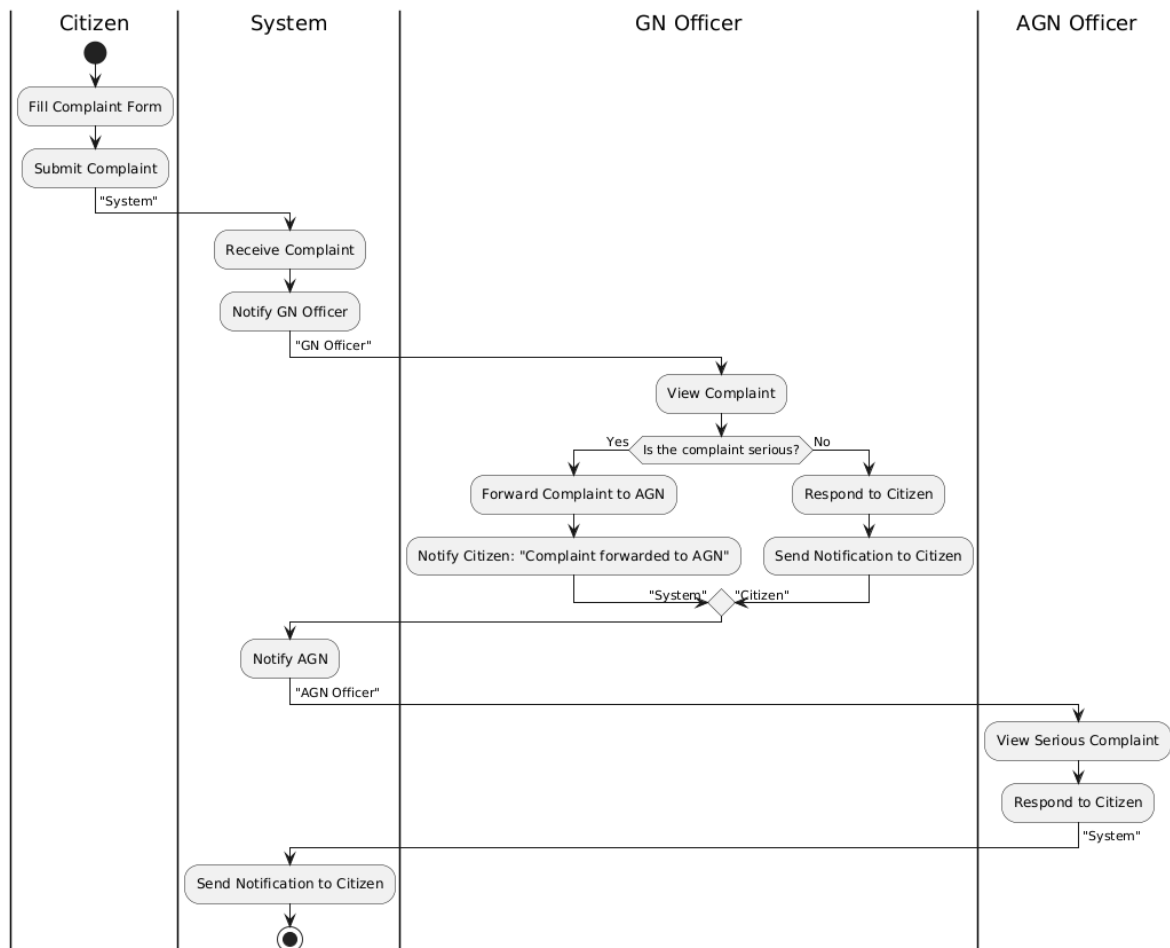 Citizen
System
GN Officer
AGN Officer
Fill Complaint Form
Submit Complaint
"System"
Receive Complaint
Notify GN Officer
"GN Officer"
View Complaint
Yes
Is the complaint serious?
No
Forward Complaint to AGN
Respond to Citizen
Notify Citizen: "Complaint forwarded to AGN"
Send Notification to Citizen
"System"
"Citizen"
Notify AGN
"AGN Officer"
View Serious Complaint
Respond to Citizen
"System"
Send Notification to Citizen